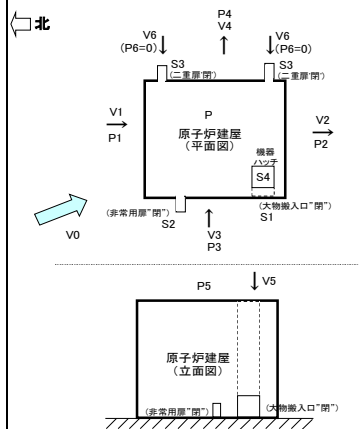 北
P4
V4
V6
(P6=0)
V6
(P6=0)
S3
(二重扉"閉")
S3
(二重扉"閉")
V1
P1
P
原子炉建屋
(平面図)
機器
ハッチ
S4
V2
P2
(非常用扉"閉")
S2
(大物搬入口"閉")
S1
V0
V3
P3
P5
V5
原子炉建屋
(立面図)
(非常用扉"閉")
(大物搬入口"閉")